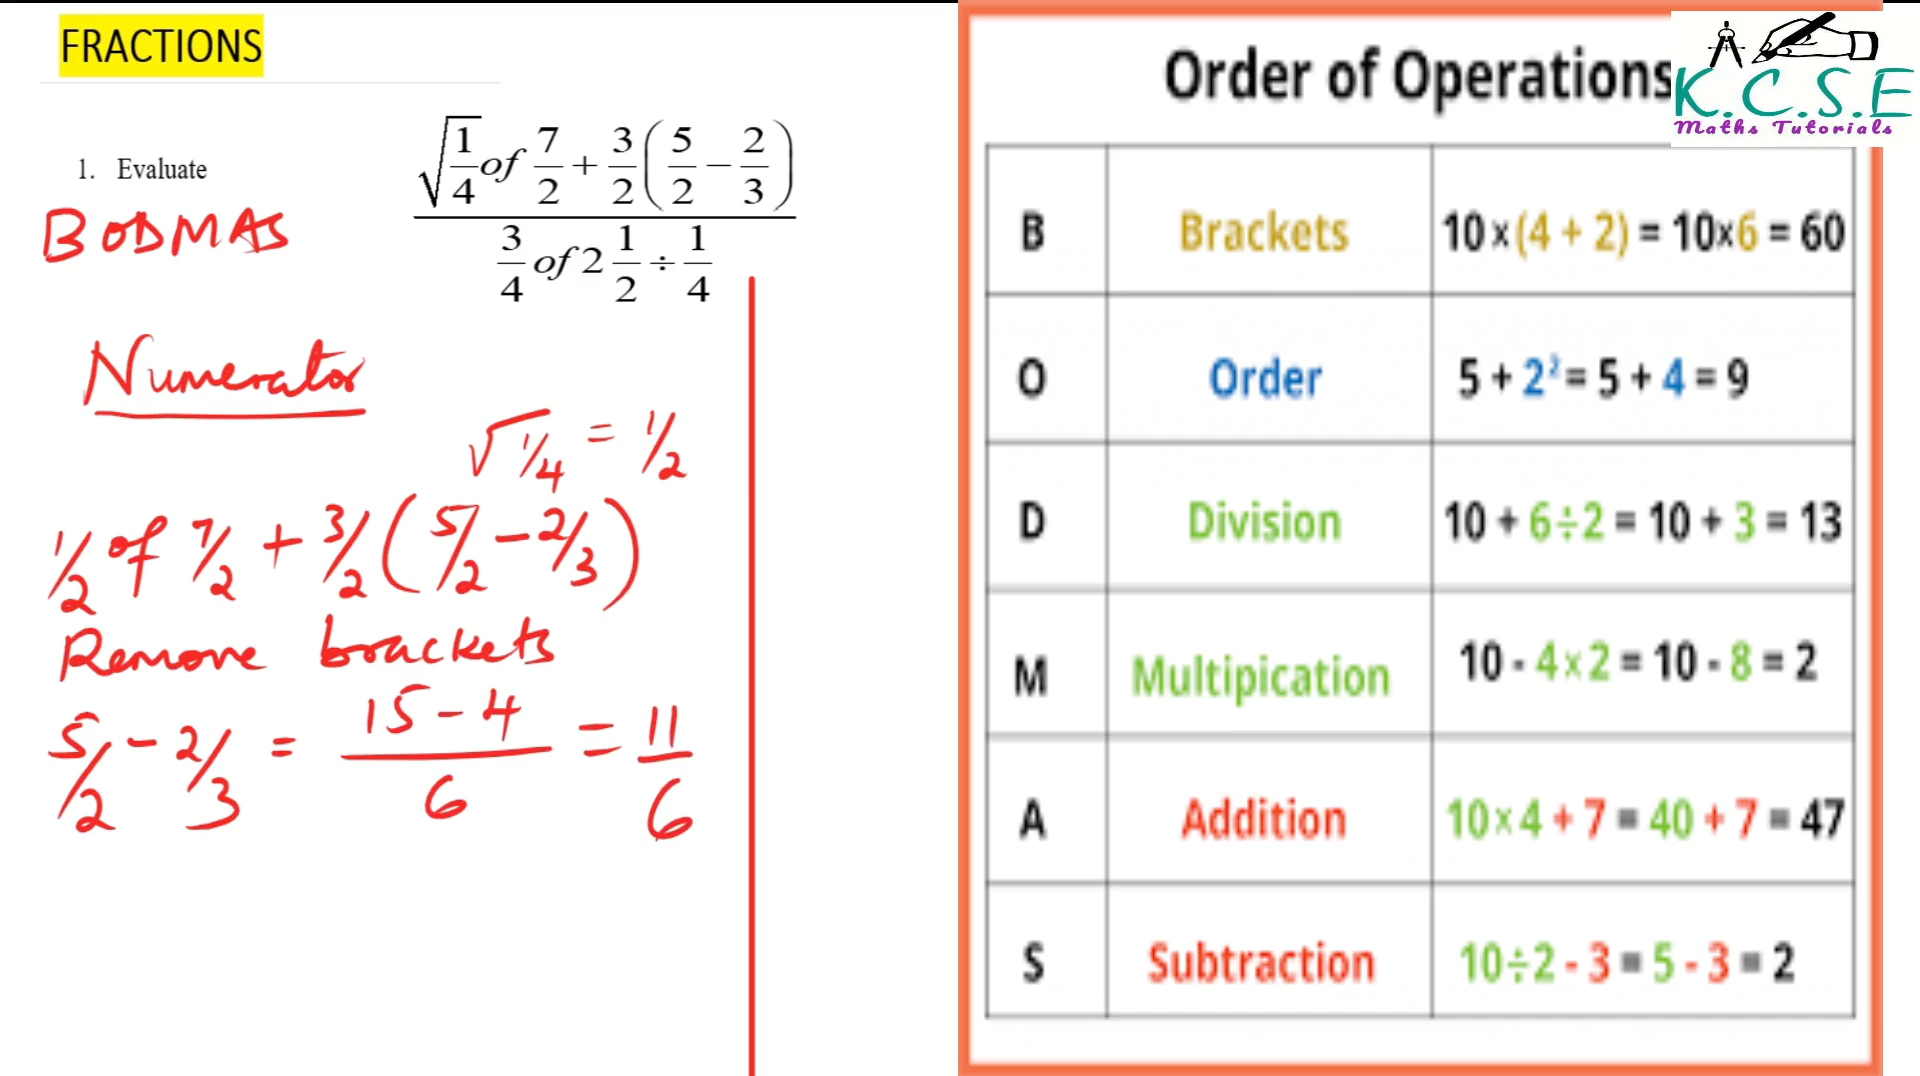 FRACTIONS
1. Evaluate
√1/4 of 7/2 + 3/2 (5/2 − 2/3)
3/4 of 2 1/2 ÷ 1/4
BODMAS
Numerator
√1/4 = 1/2
1/2 of 7/2 + 3/2 (5/2 − 2/3)
Remove brackets
5/2 − 2/3 = 15 − 4 / 6 = 11/6
Order of Operations
K.C.S.E
Maths Tutorials
B Brackets 10×(4 + 2) = 10×6 = 60
O Order 5 + 2² = 5 + 4 = 9
D Division 10 + 6÷2 = 10 + 3 = 13
M Multipication 10 - 4×2 = 10 - 8 = 2
A Addition 10×4 + 7 = 40 + 7 = 47
S Subtraction 10÷2 - 3 = 5 - 3 = 2